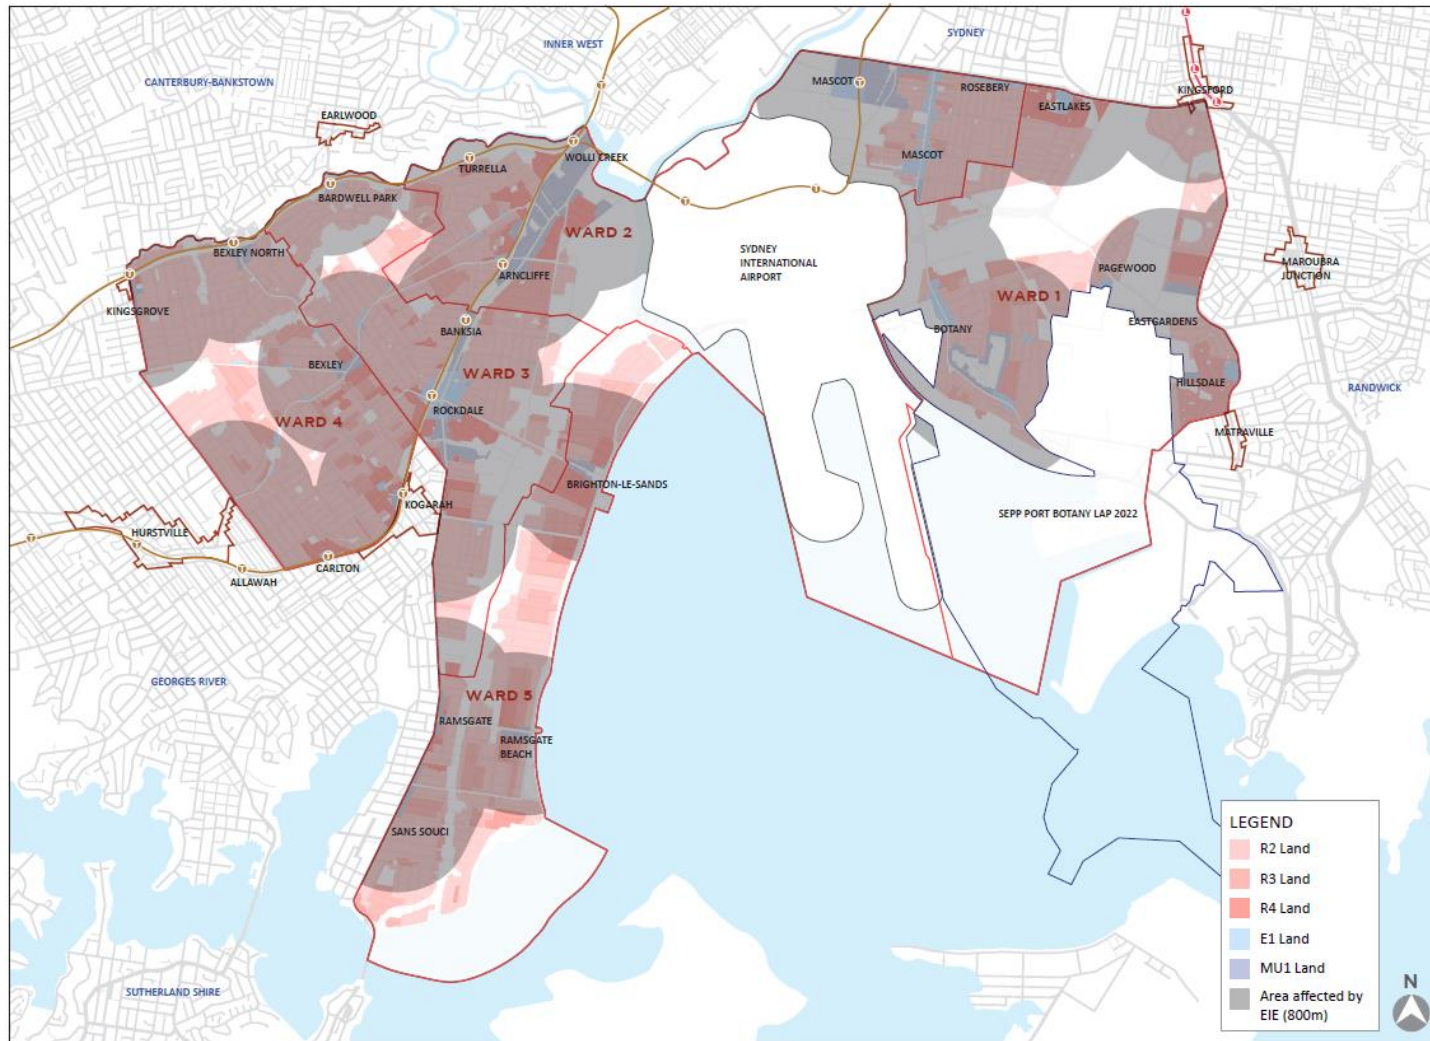 INNER WEST
SYDNEY
CANTERBURY-BANKSTOWN
MASCOT
ROSEBERY
KINGSFORD
EASTLAKES
EARLWOOD
WOLLI CREEK
MASCOT
TURRELLA
BARDWELL PARK
WARD 2
BEXLEY NORTH
SYDNEY
INTERNATIONAL
AIRPORT
MAROUBRA
JUNCTION
PAGEWOOD
ARNCLIFFE
WARD 1
KINGSGROVE
BANKSIA
BOTANY
EASTGARDENS
BEXLEY
WARD 3
HILLSDALE
RANDWICK
ROCKDALE
WARD 4
MATRAVILLE
BRIGHTON-LE-SANDS
KOGARAH
SEPP PORT BOTANY LAP 2022
HURSTVILLE
CARLTON
ALLAWAH
GEORGES RIVER
WARD 5
RAMSGATE
RAMSGATE
BEACH
SANS SOUCI
SUTHERLAND SHIRE
LEGEND
R2 Land
R3 Land
R4 Land
E1 Land
MU1 Land
Area affected by
EIE (800m)
N